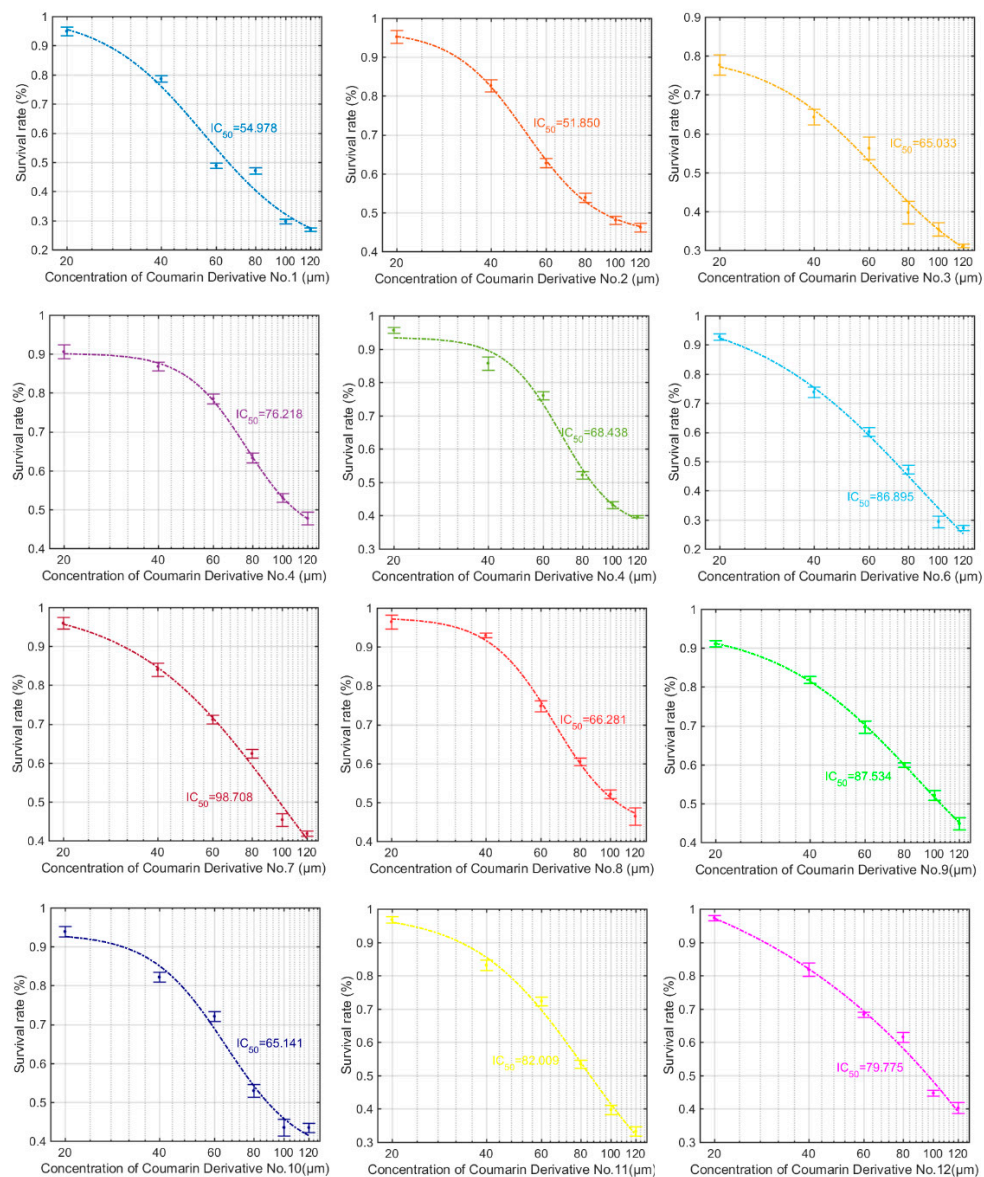 Survival rate (%)
1
0.9
0.8
0.7
0.6
0.5
0.4
0.3
0.2
IC50=54.978
20 40 60 80 100 120
Concentration of Coumarin Derivative No.1 (µm)
Survival rate (%)
1
0.9
0.8
0.7
0.6
0.5
0.4
IC50=51.850
20 40 60 80 100 120
Concentration of Coumarin Derivative No.2 (µm)
Survival rate (%)
0.9
0.8
0.7
0.6
0.5
0.4
0.3
IC50=65.033
20 40 60 80 100 120
Concentration of Coumarin Derivative No.3 (µm)
Survival rate (%)
1
0.9
0.8
0.7
0.6
0.5
0.4
IC50=76.218
20 40 60 80 100 120
Concentration of Coumarin Derivative No.4 (µm)
Survival rate (%)
1
0.9
0.8
0.7
0.6
0.5
0.4
0.3
IC50=68.438
20 40 60 80 100 120
Concentration of Coumarin Derivative No.4 (µm)
Survival rate (%)
1
0.9
0.8
0.7
0.6
0.5
0.4
0.3
0.2
IC50=86.895
20 40 60 80 100 120
Concentration of Coumarin Derivative No.6 (µm)
Survival rate (%)
1
0.9
0.8
0.7
0.6
0.5
0.4
IC50=98.708
20 40 60 80 100 120
Concentration of Coumarin Derivative No.7 (µm)
Survival rate (%)
1
0.9
0.8
0.7
0.6
0.5
0.4
IC50=66.281
20 40 60 80 100 120
Concentration of Coumarin Derivative No.8 (µm)
Survival rate (%)
1
0.9
0.8
0.7
0.6
0.5
0.4
IC50=87.534
20 40 60 80 100 120
Concentration of Coumarin Derivative No.9(µm)
Survival rate (%)
1
0.9
0.8
0.7
0.6
0.5
0.4
IC50=65.141
20 40 60 80 100 120
Concentration of Coumarin Derivative No.10(µm)
Survival rate (%)
1
0.9
0.8
0.7
0.6
0.5
0.4
0.3
IC50=82.009
20 40 60 80 100 120
Concentration of Coumarin Derivative No.11(µm)
Survival rate (%)
1
0.9
0.8
0.7
0.6
0.5
0.4
0.3
IC50=79.775
20 40 60 80 100 120
Concentration of Coumarin Derivative No.12(µm)